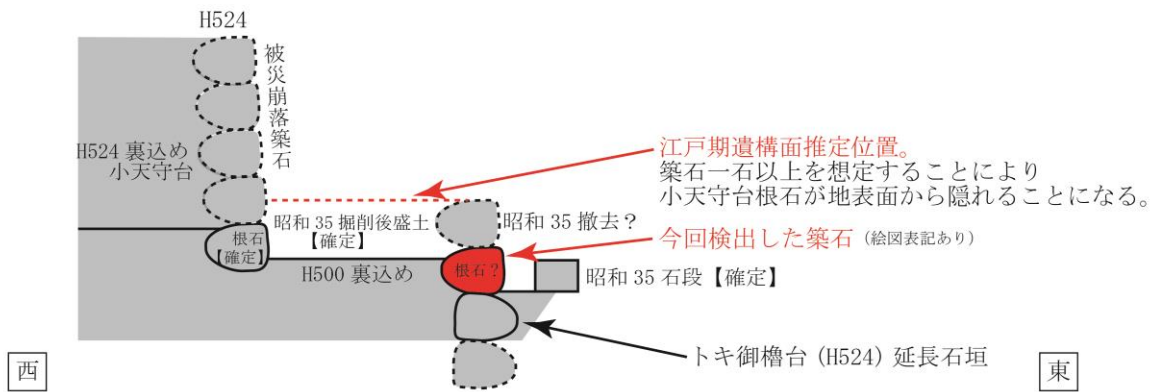 H524
被災崩落築石
H524 裏込め
小天守台
江戸期遺構面推定位置。
築石一石以上を想定することにより
小天守台根石が地表面から隠れることになる。
昭和 35 掘削後盛土
【確定】
昭和 35 撤去？
根石
【確定】
今回検出した築石（絵図表記あり）
H500 裏込め
根石？
昭和 35 石段【確定】
トキ御櫓台 (H524) 延長石垣
西
東